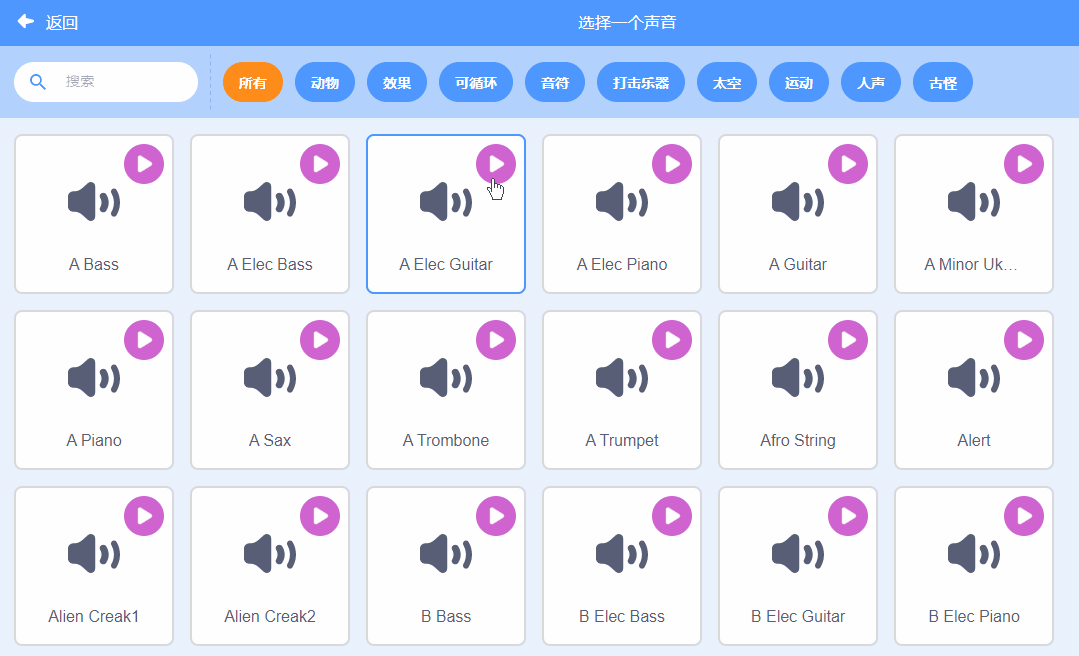 返回
选择一个声音
搜索
所有 动物 效果 可循环 音符 打击乐器 太空 运动 人声 古怪
A Bass
A Elec Bass
A Elec Guitar
A Elec Piano
A Guitar
A Minor Uk...
A Piano
A Sax
A Trombone
A Trumpet
Afro String
Alert
Alien Creak1
Alien Creak2
B Bass
B Elec Bass
B Elec Guitar
B Elec Piano